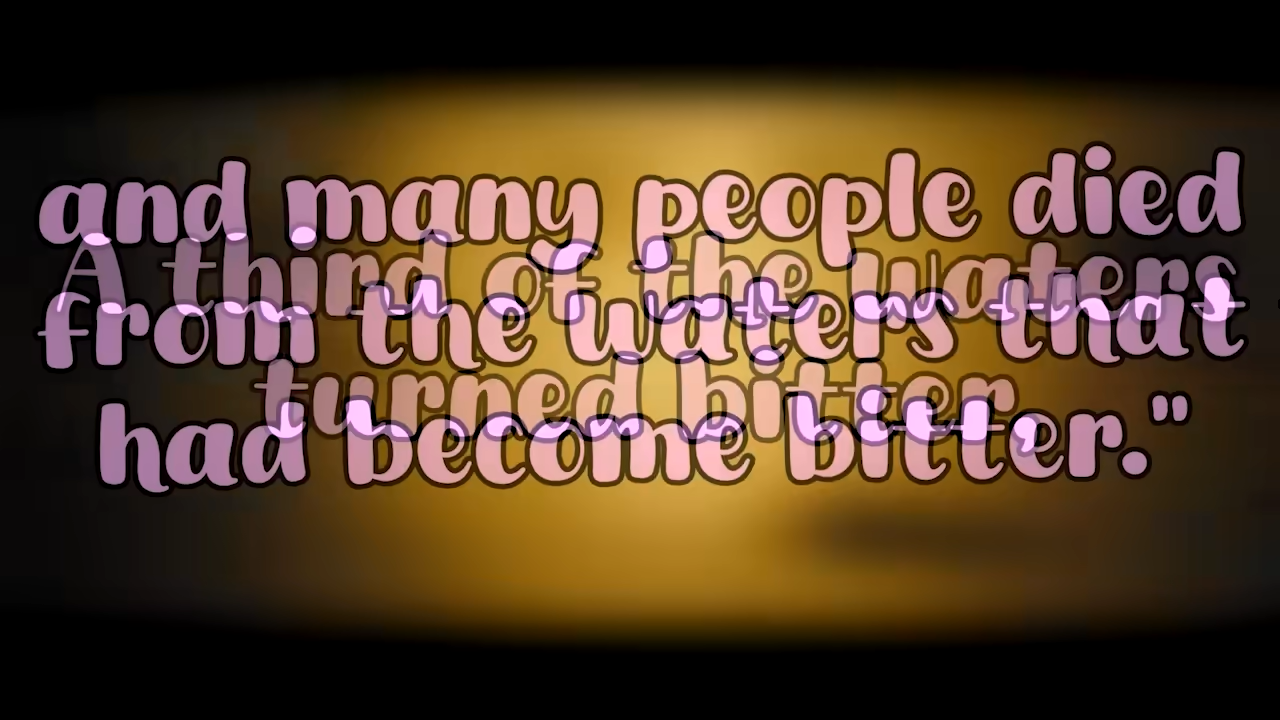 and many people died
A third of the waters
from the waters that
turned bitter,
had become bitter."